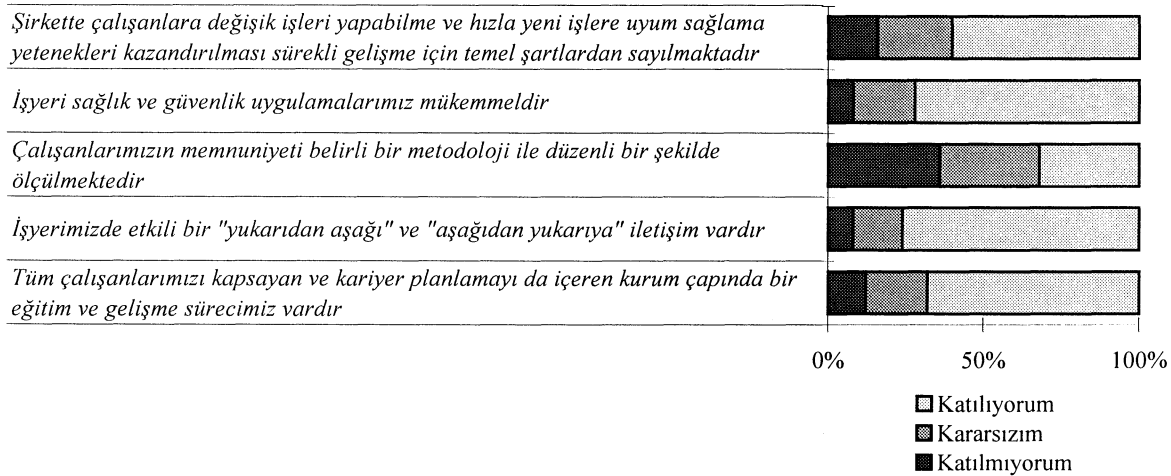 Şirkette çalışanlara değişik işleri yapabilme ve hızla yeni işlere uyum sağlama
yetenekleri kazandırılması sürekli gelişme için temel şartlardan sayılmaktadır
İşyeri sağlık ve güvenlik uygulamalarımız mükemmeldir
Çalışanlarımızın memnuniyeti belirli bir metodoloji ile düzenli bir şekilde
ölçülmektedir
İşyerimizde etkili bir "yukarıdan aşağı" ve "aşağıdan yukarıya" iletişim vardır
Tüm çalışanlarımızı kapsayan ve kariyer planlamayı da içeren kurum çapında bir
eğitim ve gelişme sürecimiz vardır
0% 50% 100%
Katılıyorum
Kararsızım
Katılmıyorum